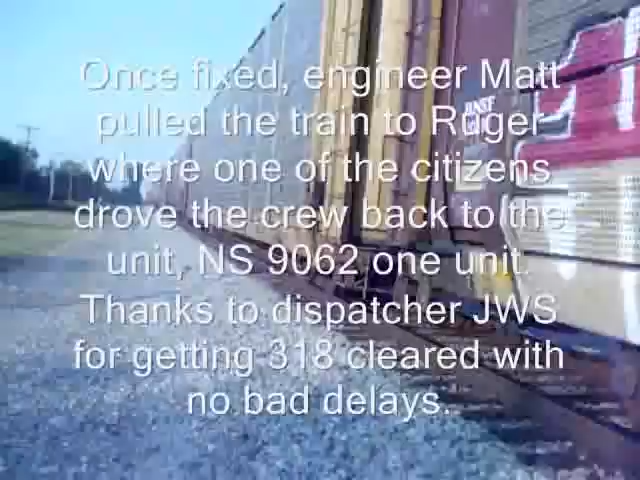 Once fixed, engineer Matt
pulled the train to Ruger
where one of the citizens
drove the crew back to the
unit, NS 9062 one unit.
Thanks to dispatcher JWS
for getting 318 cleared with
no bad delays.